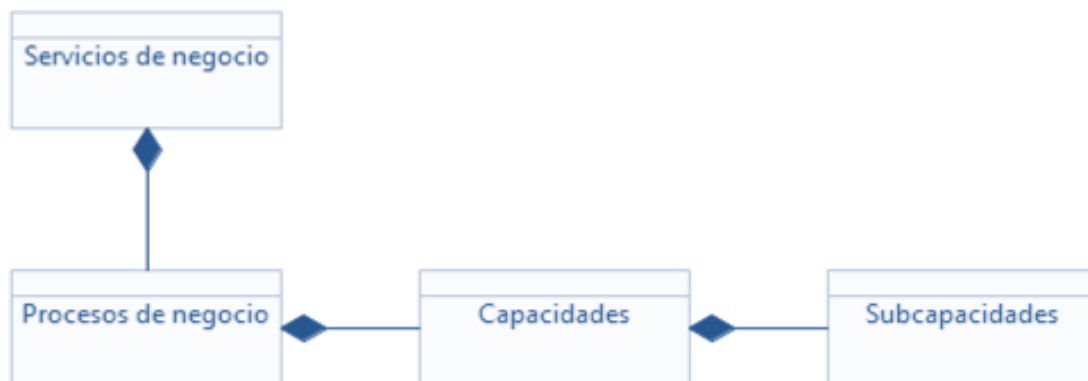 Servicios de negocio
Procesos de negocio
Capacidades
Subcapacidades